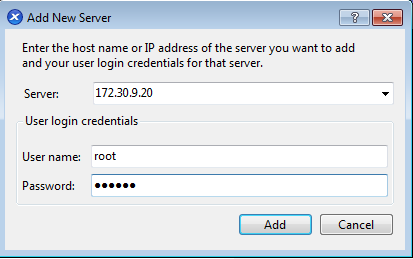 Add New Server
Enter the host name or IP address of the server you want to add
and your user login credentials for that server.
Server: 172.30.9.20
User login credentials
User name: root
Password: ●●●●●●
Add Cancel